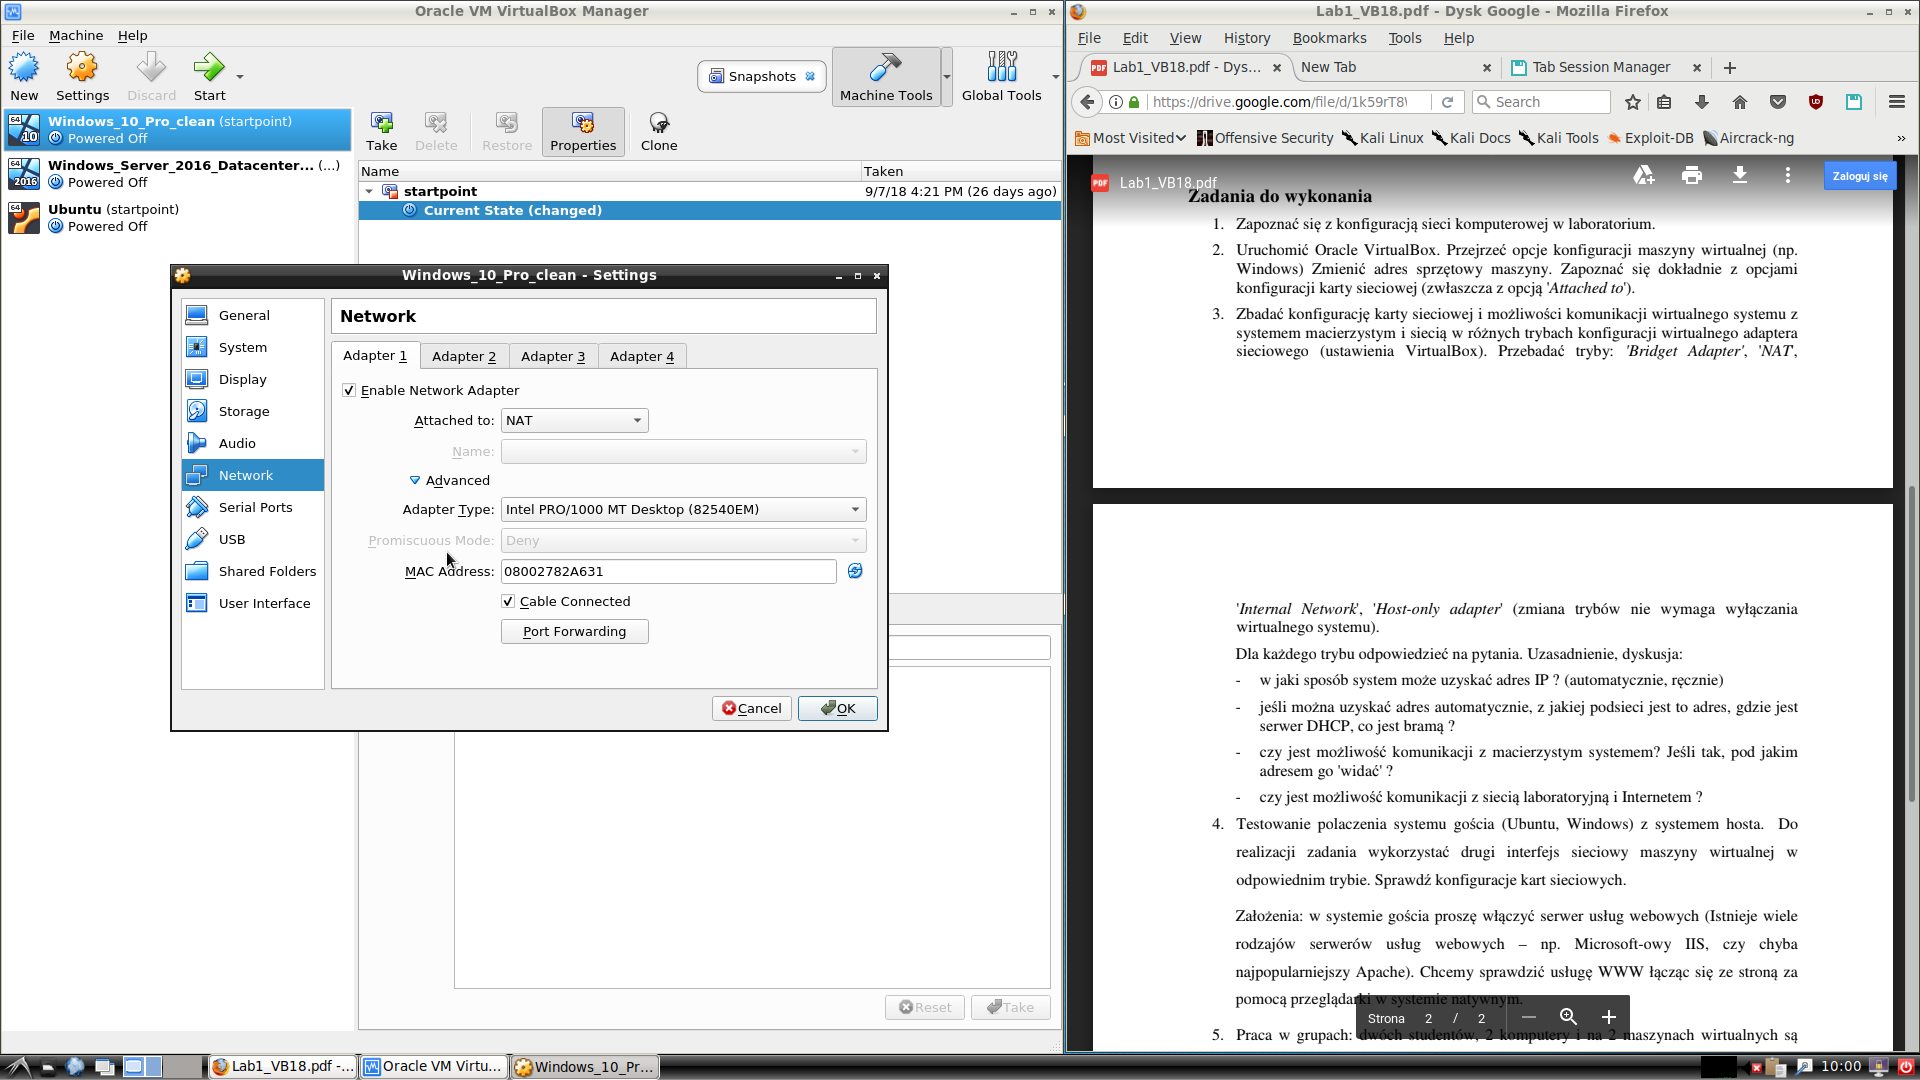 Oracle VM VirtualBox Manager
File Machine Help
New Settings Discard Start
Snapshots
Machine Tools
Global Tools
Windows_10_Pro_clean (startpoint)
Powered Off
Windows_Server_2016_Datacenter... (...)
Powered Off
Ubuntu (startpoint)
Powered Off
Take Delete Restore Properties Clone
Name Taken
startpoint 9/7/18 4:21 PM (26 days ago)
Current State (changed)
Windows_10_Pro_clean - Settings
General
System
Display
Storage
Audio
Network
Serial Ports
USB
Shared Folders
User Interface
Network
Adapter 1 Adapter 2 Adapter 3 Adapter 4
Enable Network Adapter
Attached to: NAT
Name:
Advanced
Adapter Type: Intel PRO/1000 MT Desktop (82540EM)
Promiscuous Mode: Deny
MAC Address: 08002782A631
Cable Connected
Port Forwarding
Cancel OK
Reset Take
Lab1_VB18.pdf - Dysk Google - Mozilla Firefox
File Edit View History Bookmarks Tools Help
Lab1_VB18.pdf - Dys... New Tab Tab Session Manager
https://drive.google.com/file/d/1k59rT8 Search
Most Visited Offensive Security Kali Linux Kali Docs Kali Tools Exploit-DB Aircrack-ng »
PDF Lab1_VB18.pdf Zaloguj się
Zadania do wykonania
1. Zapoznać się z konfiguracją sieci komputerowej w laboratorium.
2. Uruchomić Oracle VirtualBox. Przejrzeć opcje konfiguracji maszyny wirtualnej (np.
Windows) Zmienić adres sprzętowy maszyny. Zapoznać się dokładnie z opcjami
konfiguracji karty sieciowej (zwłaszcza z opcją 'Attached to').
3. Zbadać konfigurację karty sieciowej i możliwości komunikacji wirtualnego systemu z
systemem macierzystym i siecią w różnych trybach konfiguracji wirtualnego adaptera
sieciowego (ustawienia VirtualBox). Przebadać tryby: 'Bridget Adapter', 'NAT',
'Internal Network', 'Host-only adapter' (zmiana trybów nie wymaga wyłączania
wirtualnego systemu).
Dla każdego trybu odpowiedzieć na pytania. Uzasadnienie, dyskusja:
- w jaki sposób system może uzyskać adres IP ? (automatycznie, ręcznie)
- jeśli można uzyskać adres automatycznie, z jakiej podsieci jest to adres, gdzie jest
serwer DHCP, co jest bramą ?
- czy jest możliwość komunikacji z macierzystym systemem? Jeśli tak, pod jakim
adresem go 'widać' ?
- czy jest możliwość komunikacji z siecią laboratoryjną i Internetem ?
4. Testowanie polaczenia systemu gościa (Ubuntu, Windows) z systemem hosta. Do
realizacji zadania wykorzystać drugi interfejs sieciowy maszyny wirtualnej w
odpowiednim trybie. Sprawdź konfiguracje kart sieciowych.
Założenia: w systemie gościa proszę włączyć serwer usług webowych (Istnieje wiele
rodzajów serwerów usług webowych – np. Microsoft-owy IIS, czy chyba
najpopularniejszy Apache). Chcemy sprawdzić usługę WWW łącząc się ze stroną za
pomocą przeglądarki w systemie natywnym.
Strona 2 / 2
5. Praca w grupach: dwóch studentów, 2 komputery i na 2 maszynach wirtualnych są
Lab1_VB18.pdf -... Oracle VM Virtu... Windows_10_Pr... 10:00